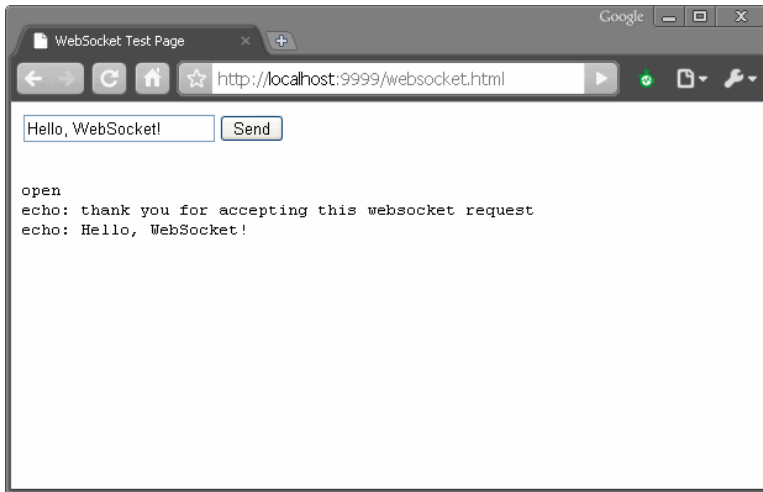 Google
WebSocket Test Page
http://localhost:9999/websocket.html
Hello, WebSocket! Send
open
echo: thank you for accepting this websocket request
echo: Hello, WebSocket!